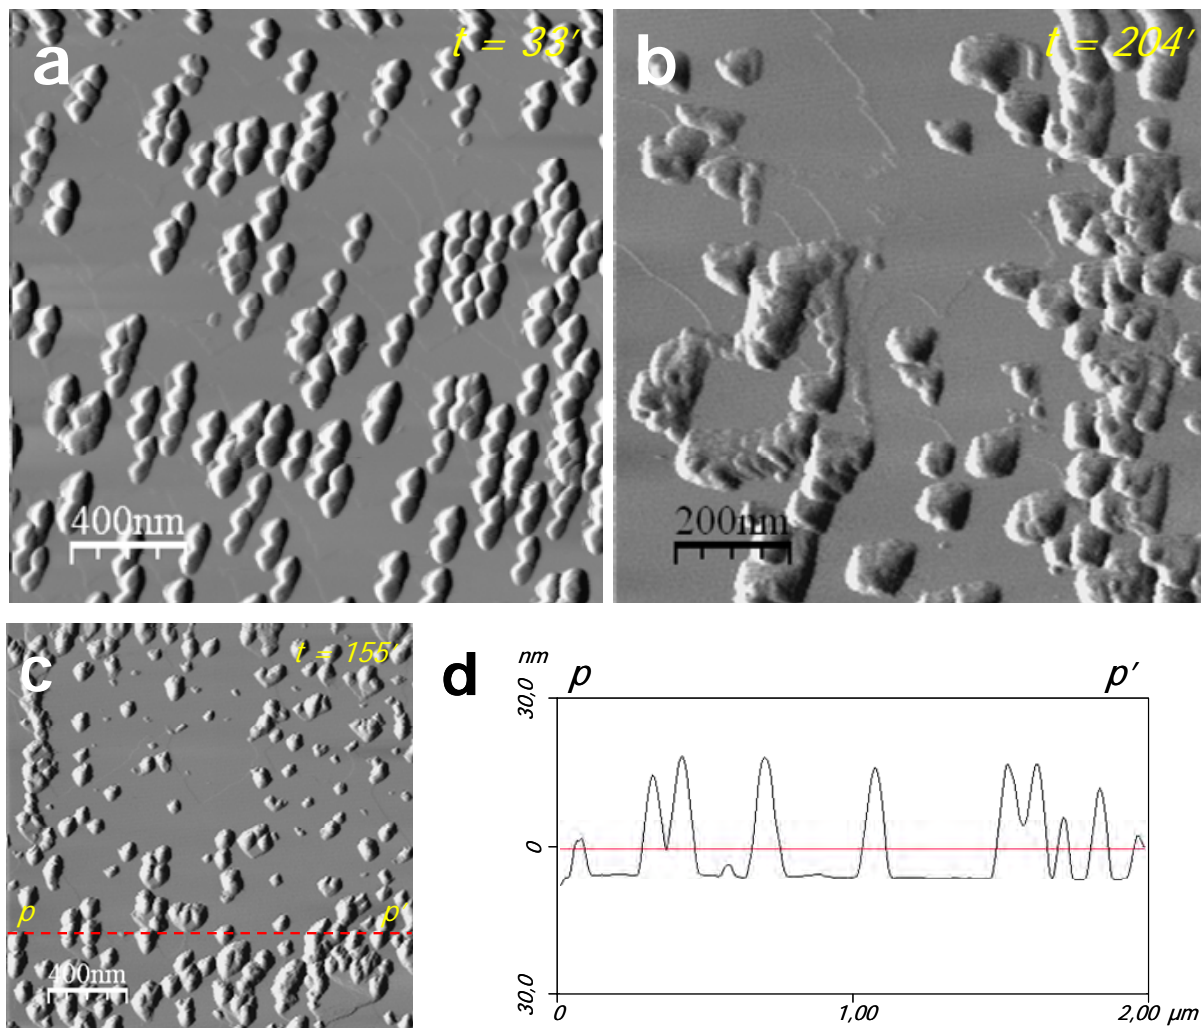 a
t = 33'
400nm
b
t = 204'
200nm
c
t = 155'
p
p'
400nm
d
nm
p
p'
30,0
0
30,0
0
1,00
2,00 µm